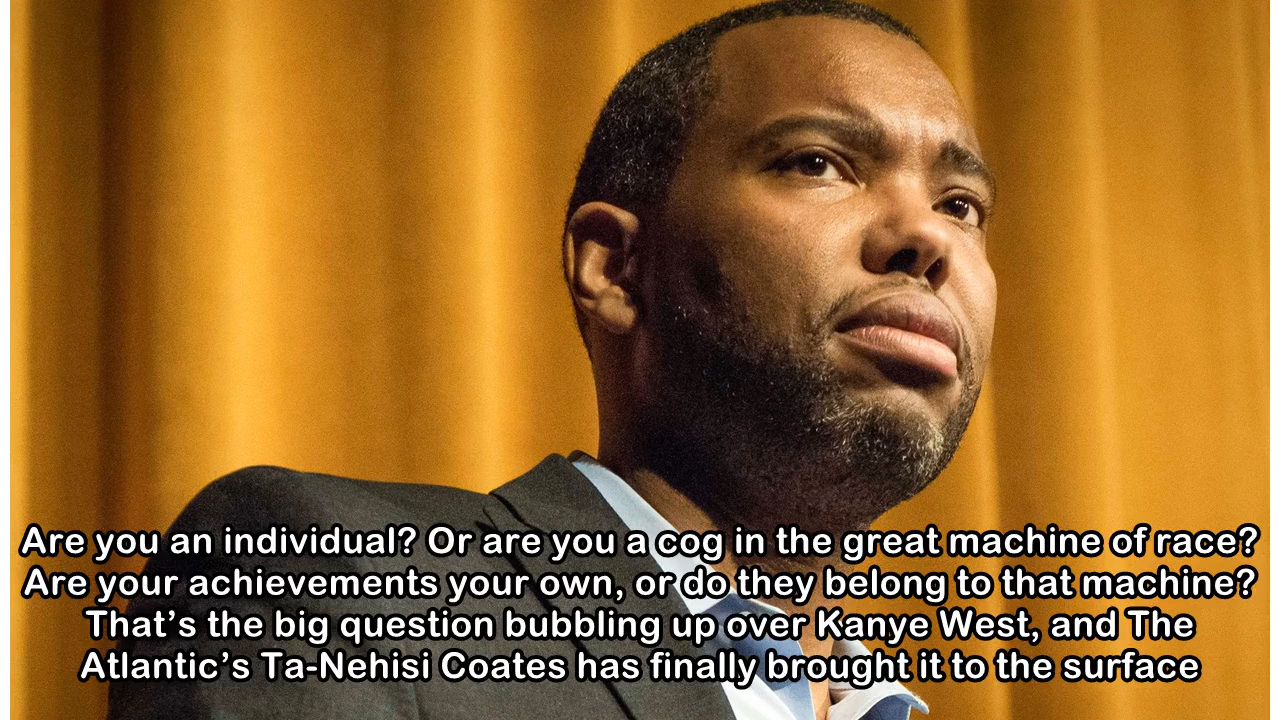 Are you an individual? Or are you a cog in the great machine of race?
Are your achievements your own, or do they belong to that machine?
That’s the big question bubbling up over Kanye West, and The
Atlantic’s Ta-Nehisi Coates has finally brought it to the surface